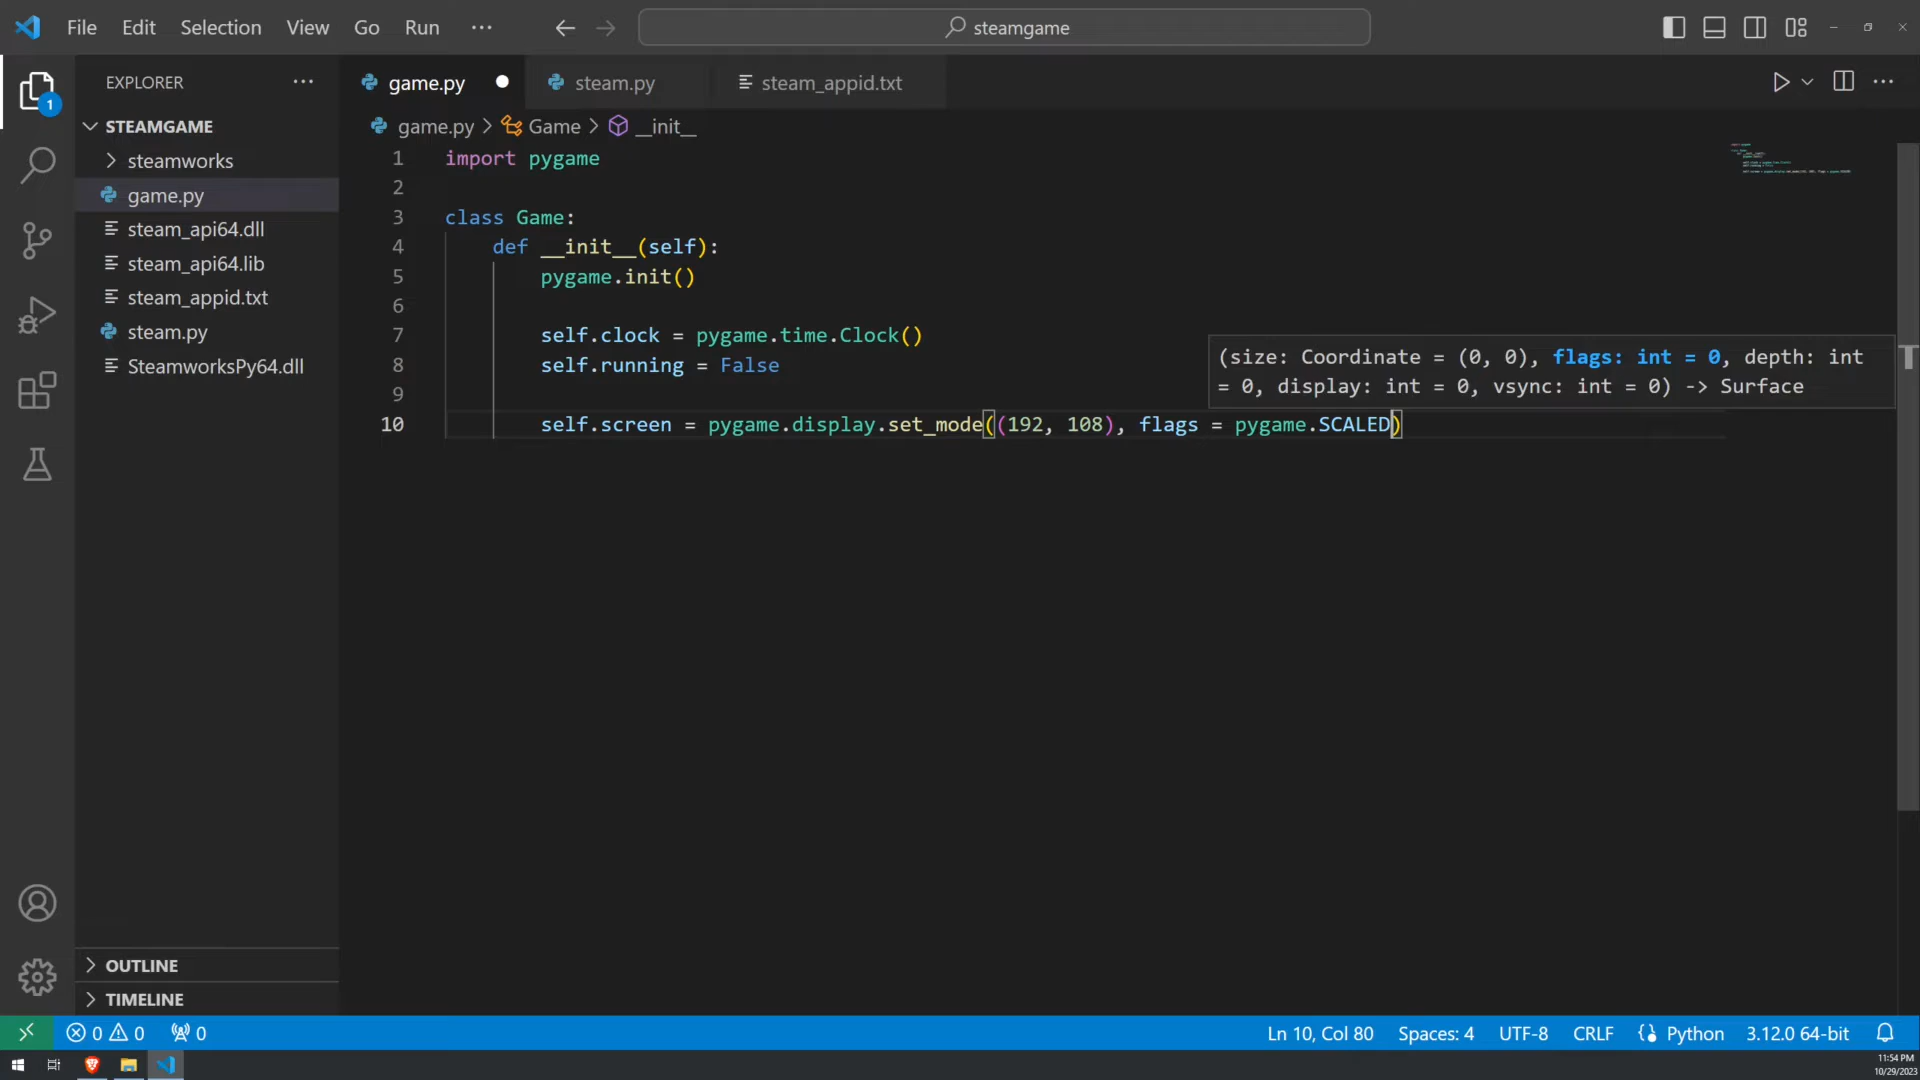 File Edit Selection View Go Run ···
steamgame
EXPLORER
game.py
steam.py
steam_appid.txt
STEAMGAME
game.py > Game > __init__
steamworks
game.py
steam_api64.dll
steam_api64.lib
steam_appid.txt
steam.py
SteamworksPy64.dll
1 import pygame
2
3 class Game:
4 def __init__(self):
5 pygame.init()
6
7 self.clock = pygame.time.Clock()
8 self.running = False
9
10 self.screen = pygame.display.set_mode((192, 108), flags = pygame.SCALED)
(size: Coordinate = (0, 0), flags: int = 0, depth: int
= 0, display: int = 0, vsync: int = 0) -> Surface
1
OUTLINE
TIMELINE
0 0 0 Ln 10, Col 80 Spaces: 4 UTF-8 CRLF Python 3.12.0 64-bit
11:54 PM
10/29/2023